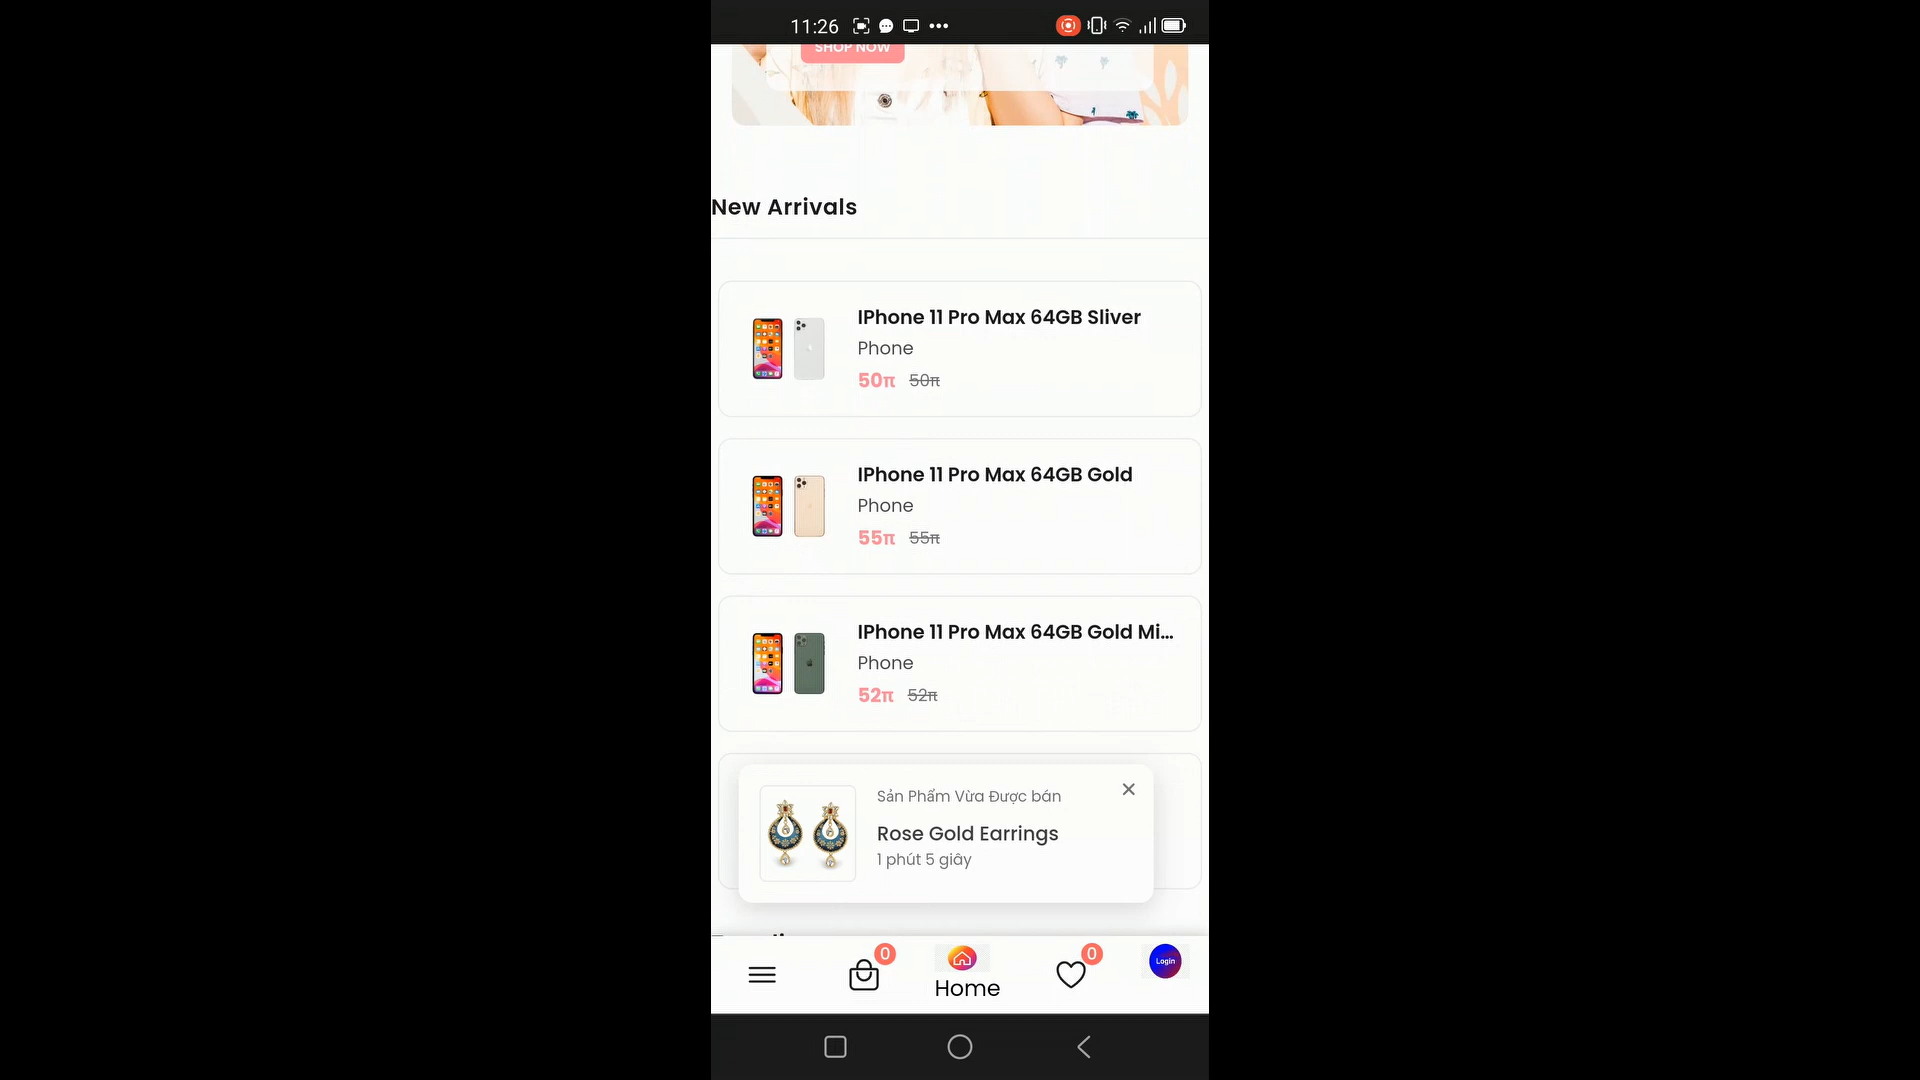 11:26
SHOP NOW
New Arrivals
IPhone 11 Pro Max 64GB Sliver
Phone
50π 50π
IPhone 11 Pro Max 64GB Gold
Phone
55π 55π
IPhone 11 Pro Max 64GB Gold Mi...
Phone
52π 52π
Sản Phẩm Vừa Được bán
Rose Gold Earrings
1 phút 5 giây
0
0
Login
Home